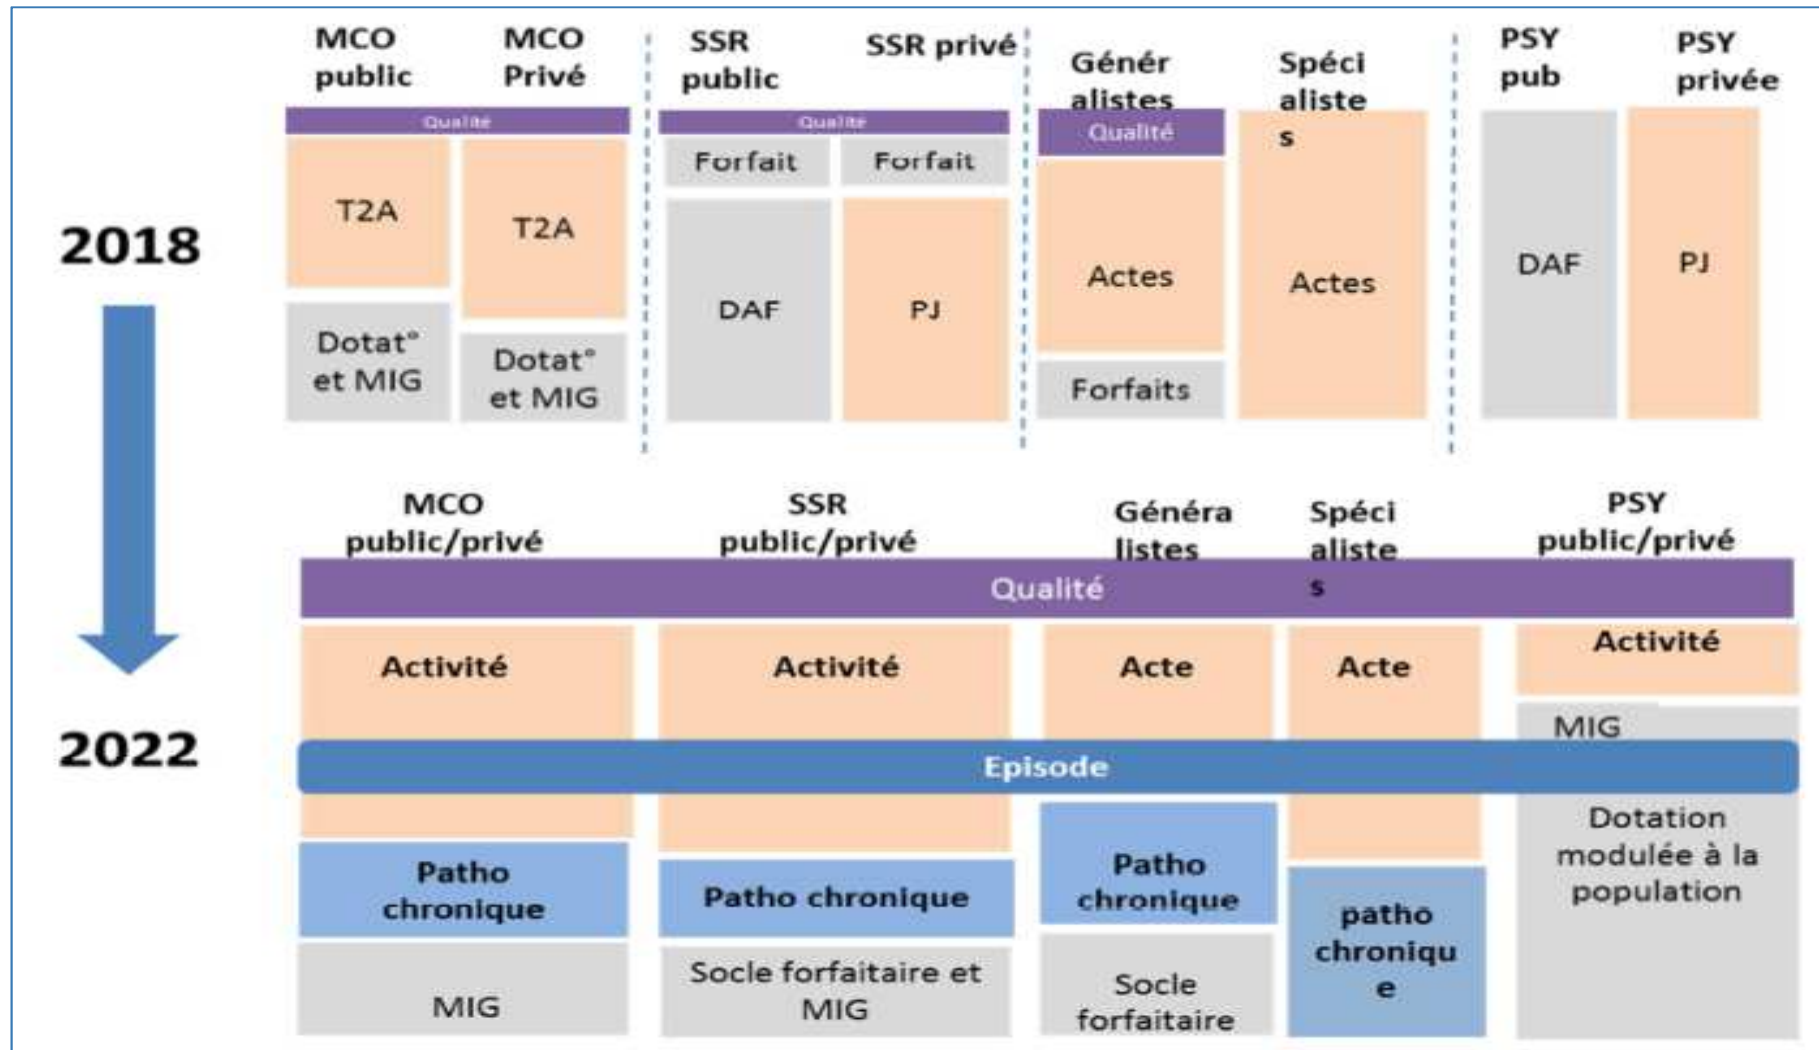 MCO
public
MCO
Privé
SSR
public
SSR privé
Génér
alistes
Spéci
aliste
s
PSY
pub
PSY
privée
Qualité
Qualité
Qualité
2018
T2A
T2A
Dotat°
et MIG
Dotat°
et MIG
Forfait
Forfait
DAF
PJ
Actes
Forfaits
Actes
DAF
PJ
2022
MCO
public/privé
SSR
public/privé
Généra
listes
Spéci
aliste
s
PSY
public/privé
Qualité
Activité
Activité
Acte
Acte
Activité
MIG
Episode
Patho
chronique
Patho chronique
Patho
chronique
patho
chroniqu
e
Dotation
modulée à la
population
MIG
Socle forfaitaire et
MIG
Socle
forfaitaire